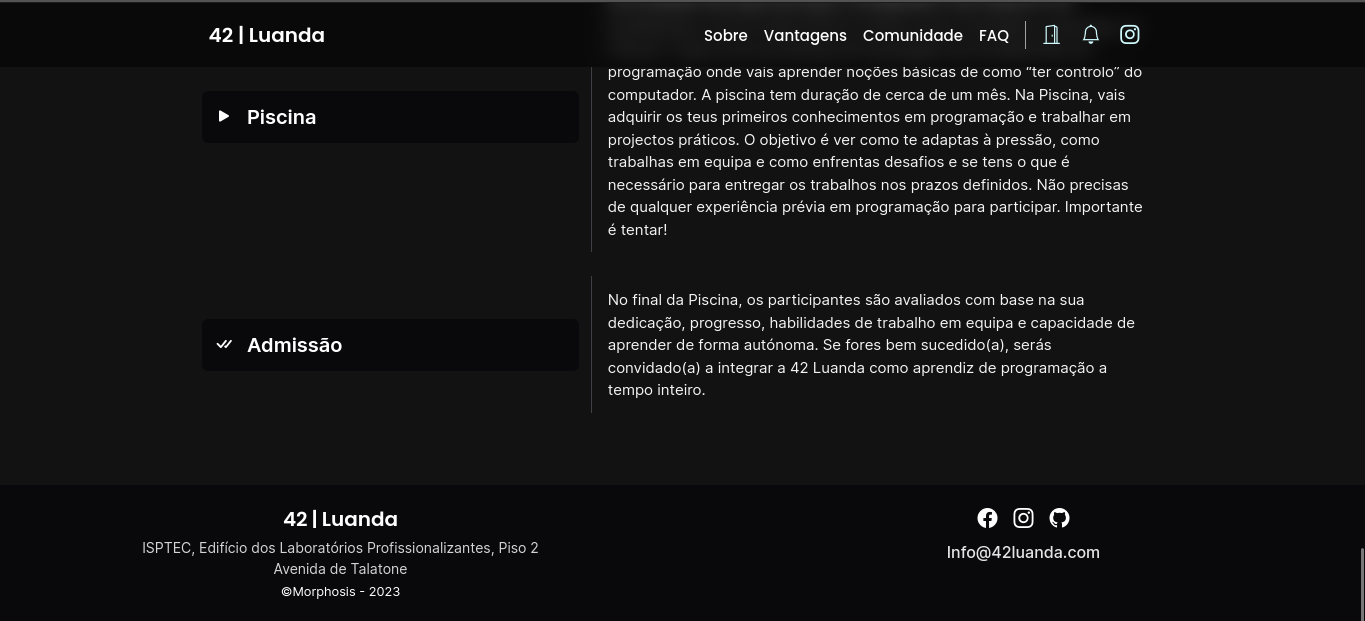 42 | Luanda
Sobre Vantagens Comunidade FAQ
programação onde vais aprender noções básicas de como “ter controlo” do
computador. A piscina tem duração de cerca de um mês. Na Piscina, vais
adquirir os teus primeiros conhecimentos em programação e trabalhar em
projectos práticos. O objetivo é ver como te adaptas à pressão, como
trabalhas em equipa e como enfrentas desafios e se tens o que é
necessário para entregar os trabalhos nos prazos definidos. Não precisas
de qualquer experiência prévia em programação para participar. Importante
é tentar!
Piscina
No final da Piscina, os participantes são avaliados com base na sua
dedicação, progresso, habilidades de trabalho em equipa e capacidade de
aprender de forma autónoma. Se fores bem sucedido(a), serás
convidado(a) a integrar a 42 Luanda como aprendiz de programação a
tempo inteiro.
Admissão
42 | Luanda
ISPTEC, Edifício dos Laboratórios Profissionalizantes, Piso 2
Avenida de Talatone
©Morphosis - 2023
Info@42luanda.com